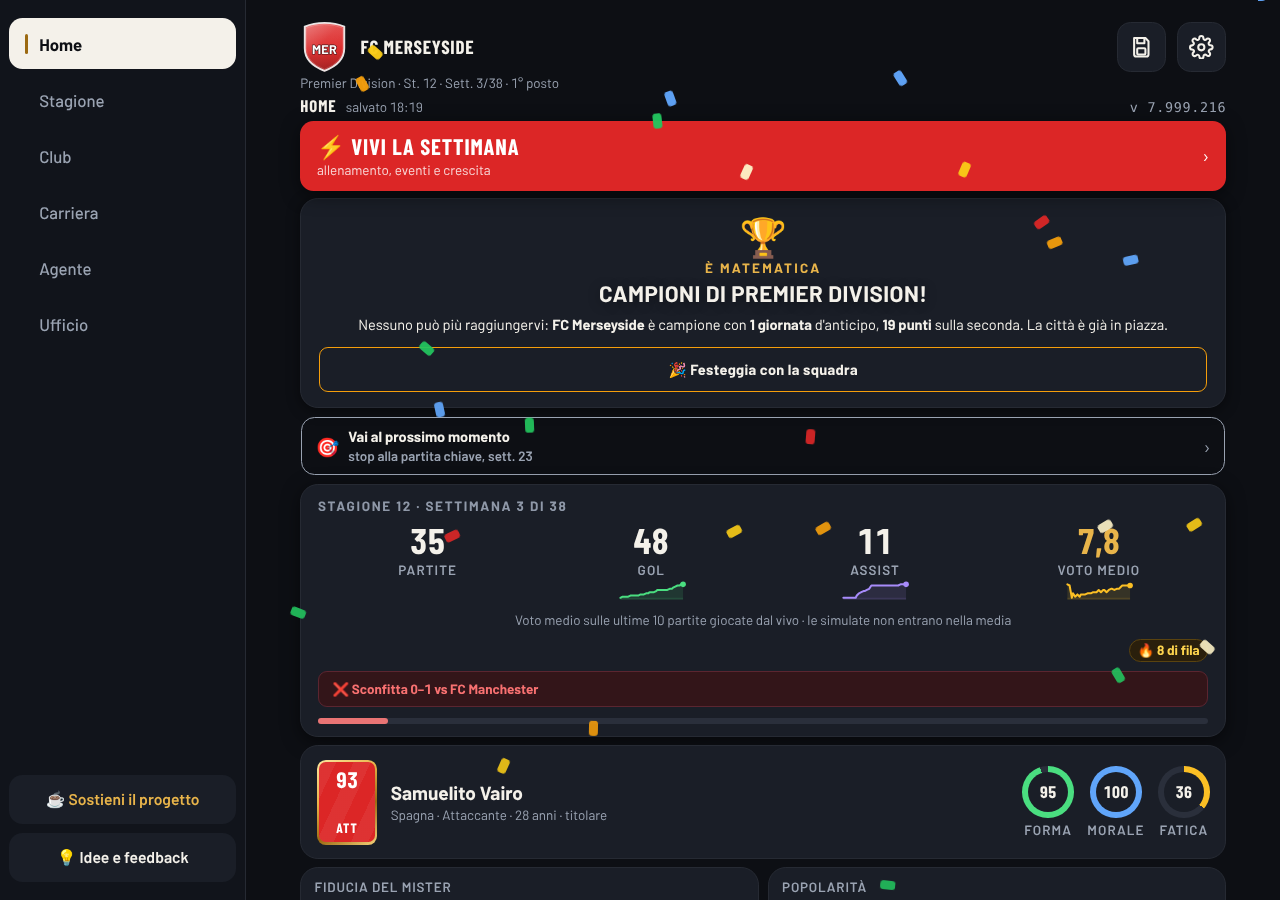 Home
Stagione
Club
Carriera
Agente
Ufficio
☕ Sostieni il progetto
💡 Idee e feedback
MER
FC MERSEYSIDE
Premier Division · St. 12 · Sett. 3/38 · 1° posto
HOME salvato 18:19
v 7.999.216
⚡ VIVI LA SETTIMANA
allenamento, eventi e crescita
›
🏆
È MATEMATICA
CAMPIONI DI PREMIER DIVISION!
Nessuno può più raggiungervi: FC Merseyside è campione con 1 giornata d'anticipo, 19 punti sulla seconda. La città è già in piazza.
🎉 Festeggia con la squadra
🎯 Vai al prossimo momento
stop alla partita chiave, sett. 23
›
STAGIONE 12 · SETTIMANA 3 DI 38
35 48 11 7,8
PARTITE GOL ASSIST VOTO MEDIO
Voto medio sulle ultime 10 partite giocate dal vivo · le simulate non entrano nella media
🔥 8 di fila
❌ Sconfitta 0–1 vs FC Manchester
93
ATT
Samuelito Vairo
Spagna · Attaccante · 28 anni · titolare
95 100 36
FORMA MORALE FATICA
FIDUCIA DEL MISTER
POPOLARITÀ